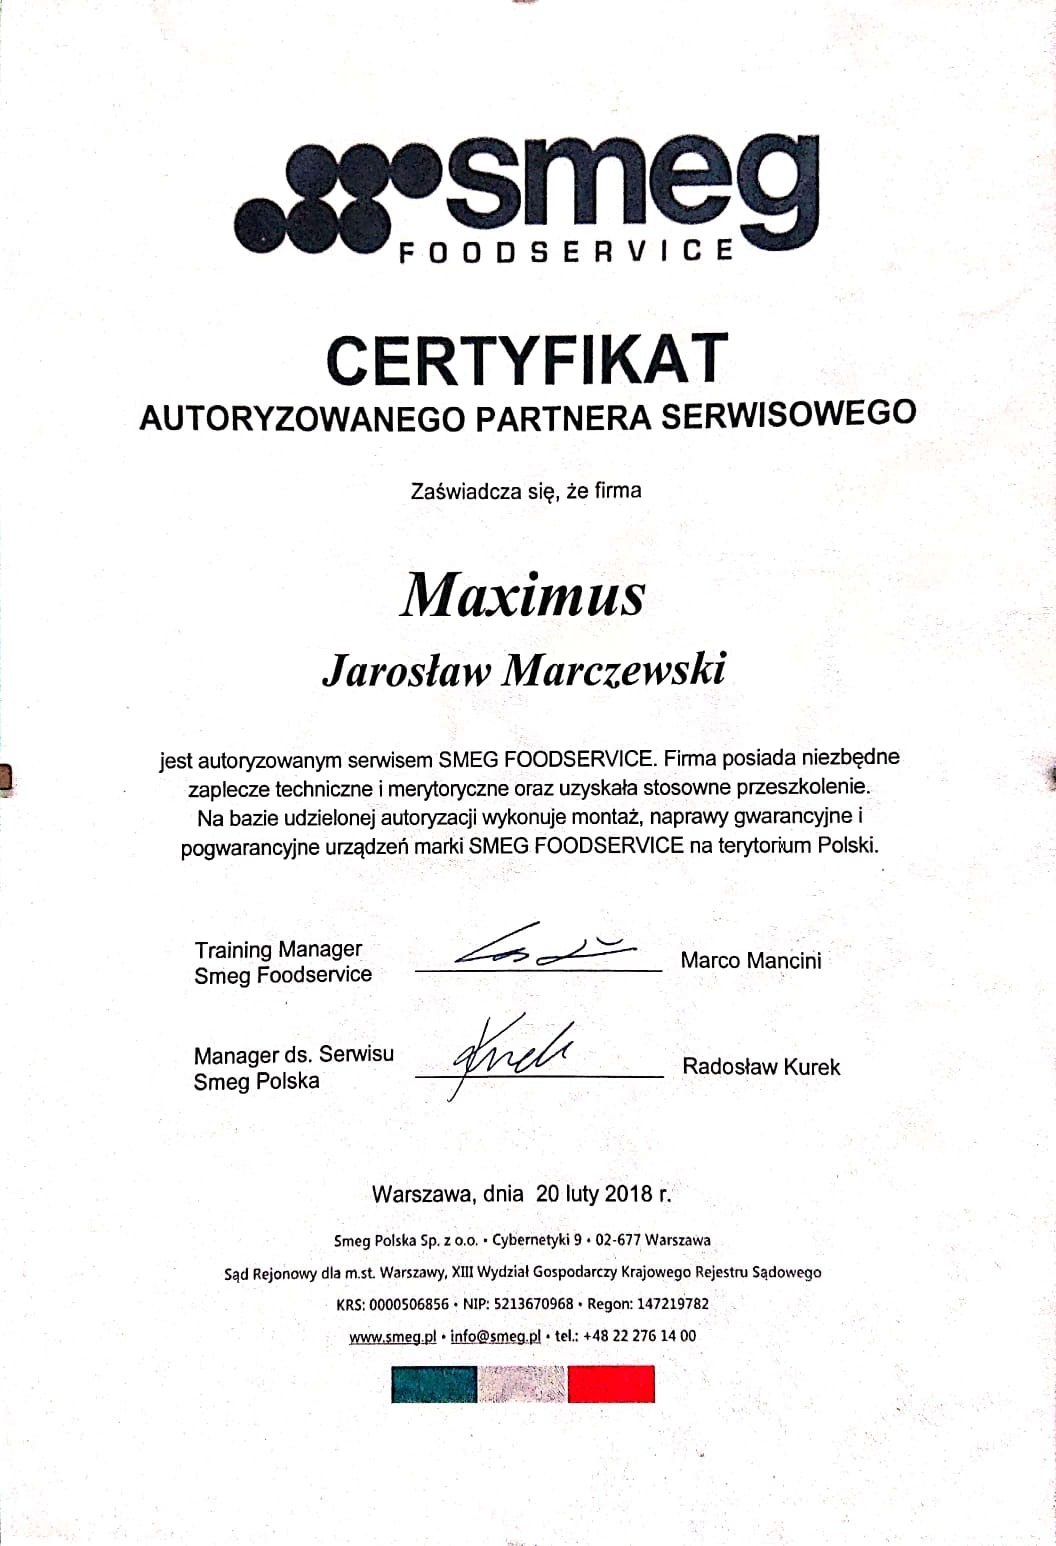 smeg
FOODSERVICE
CERTYFIKAT
AUTORYZOWANEGO PARTNERA SERWISOWEGO
Zaświadcza się, że firma
Maximus
Jarosław Marczewski
jest autoryzowanym serwisem SMEG FOODSERVICE. Firma posiada niezbędne
zaplecze techniczne i merytoryczne oraz uzyskała stosowne przeszkolenie.
Na bazie udzielonej autoryzacji wykonuje montaż, naprawy gwarancyjne i
pogwarancyjne urządzeń marki SMEG FOODSERVICE na terytorium Polski.
Training Manager
Smeg Foodservice
Marco Mancini
Manager ds. Serwisu
Smeg Polska
Radosław Kurek
Warszawa, dnia 20 luty 2018 r.
Smeg Polska Sp. z o.o. • Cybernetyki 9 • 02-677 Warszawa
Sąd Rejonowy dla m.st. Warszawy, XIII Wydział Gospodarczy Krajowego Rejestru Sądowego
KRS: 0000506856 • NIP: 5213670968 • Regon: 147219782
www.smeg.pl • info@smeg.pl • tel.: +48 22 276 14 00